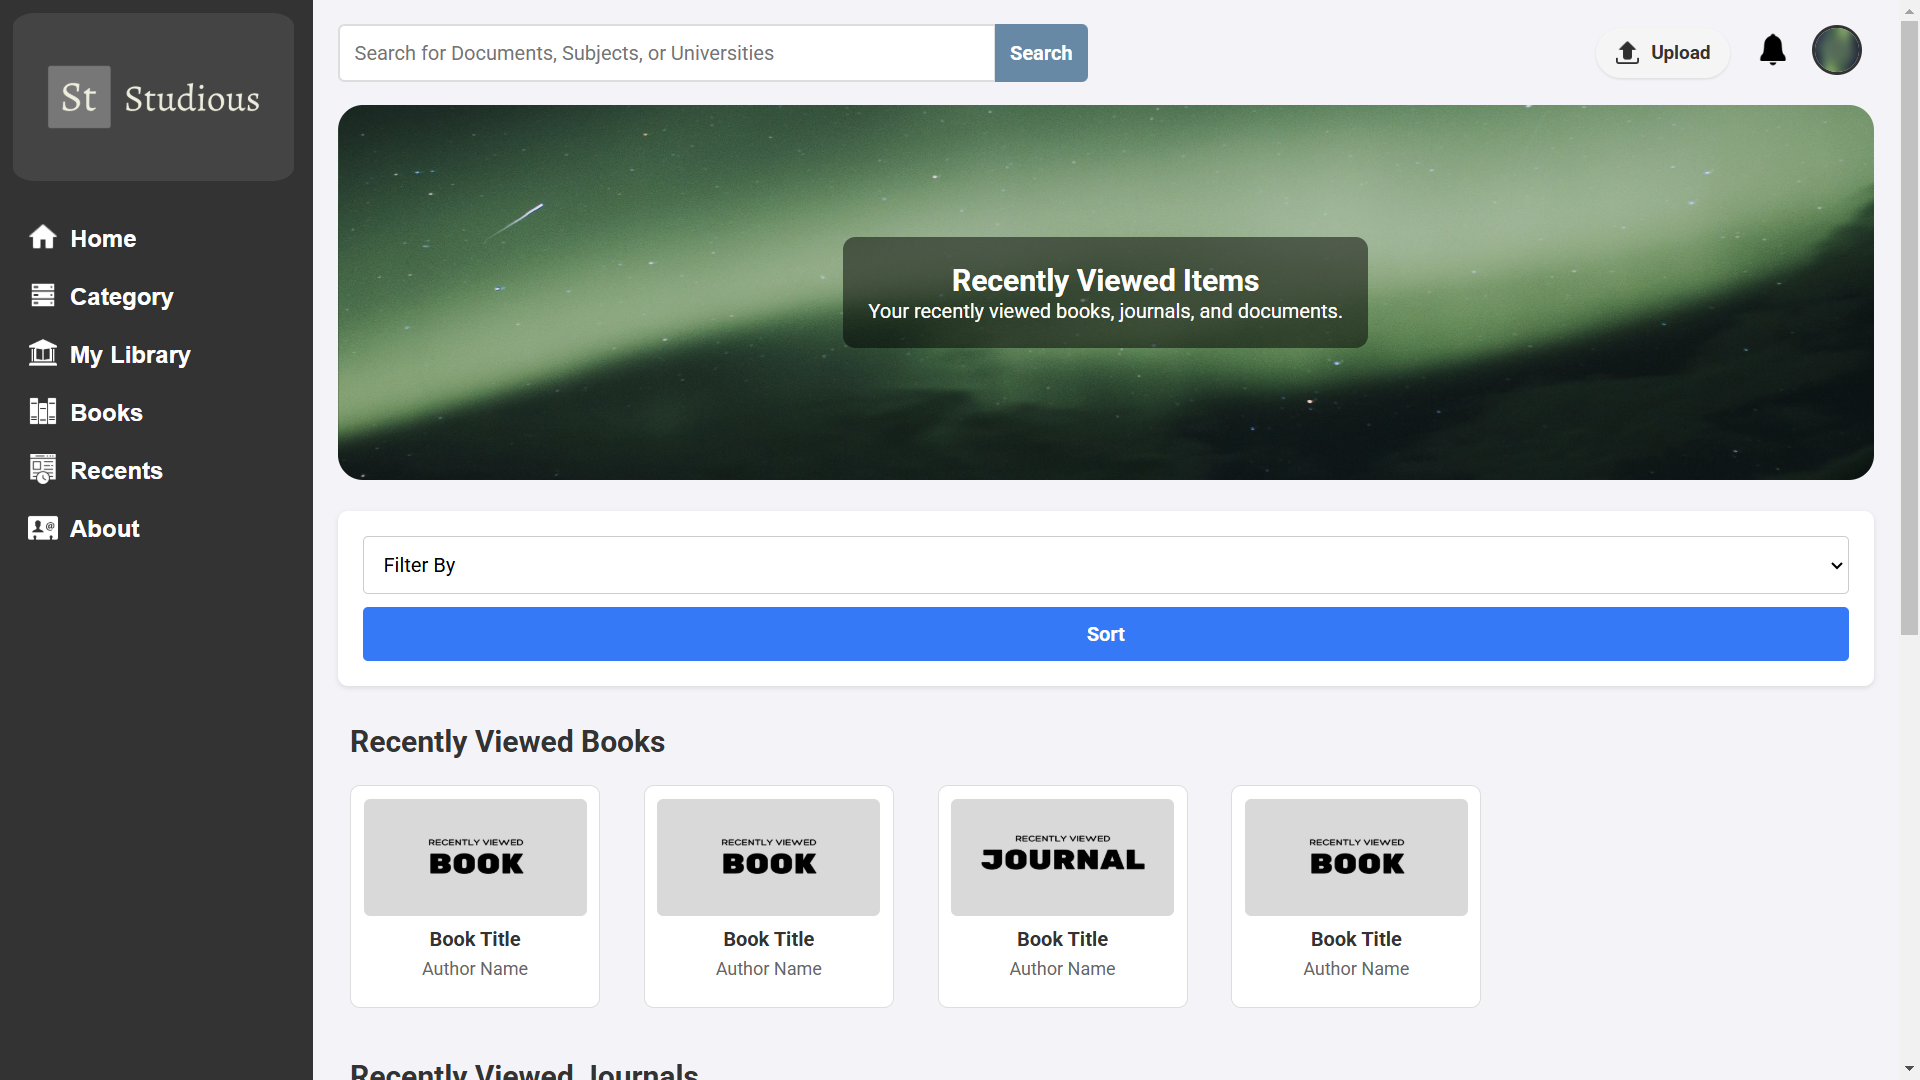 St Studious
Home
Category
My Library
Books
Recents
About
Search for Documents, Subjects, or Universities
Search
Upload
Recently Viewed Items
Your recently viewed books, journals, and documents.
Filter By
Sort
Recently Viewed Books
RECENTLY VIEWED
BOOK
Book Title
Author Name
RECENTLY VIEWED
BOOK
Book Title
Author Name
RECENTLY VIEWED
JOURNAL
Book Title
Author Name
RECENTLY VIEWED
BOOK
Book Title
Author Name
Recently Viewed Journals